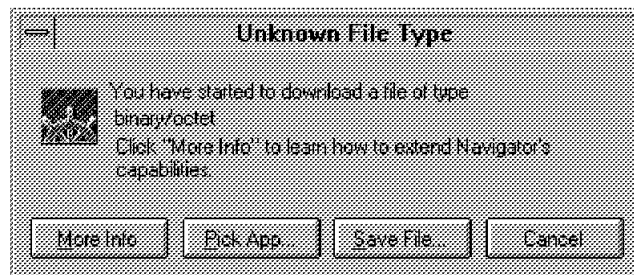 Unknown File Type
You have started to download a file of type
binary/octet
Click "More Info" to learn how to extend Navigator's
capabilities.
More Info Pick App... Save File... Cancel